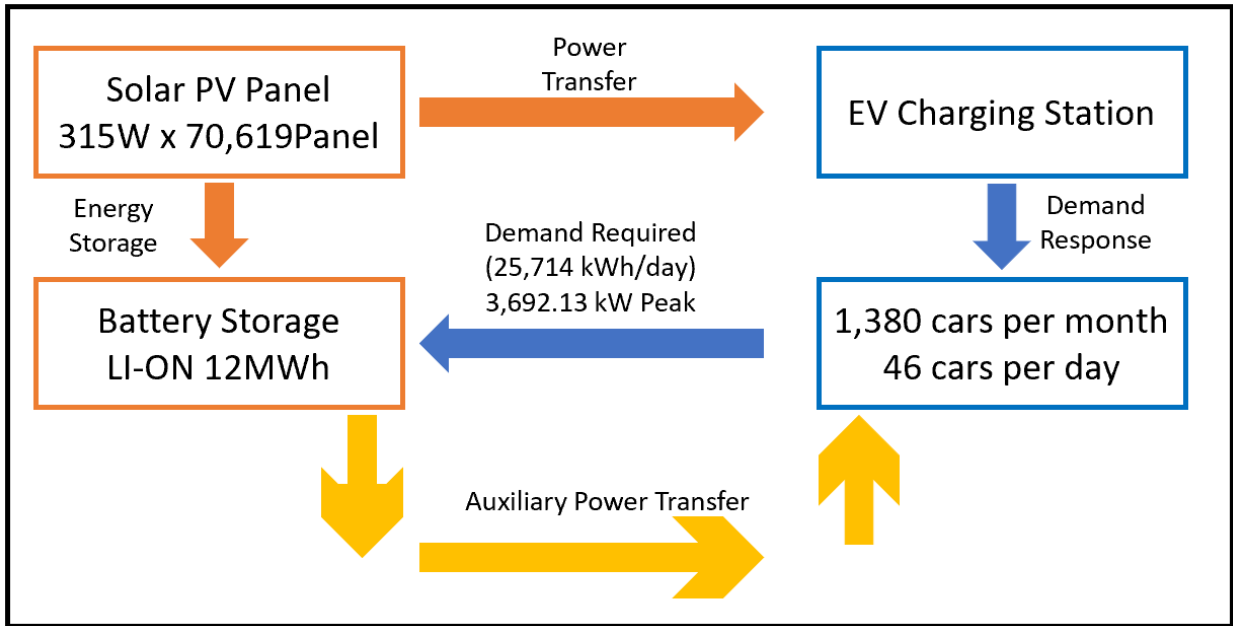 Solar PV Panel
315W x 70,619Panel
Power
Transfer
EV Charging Station
Energy
Storage
Demand Required
(25,714 kWh/day)
3,692.13 kW Peak
Demand
Response
Battery Storage
LI-ON 12MWh
1,380 cars per month
46 cars per day
Auxiliary Power Transfer